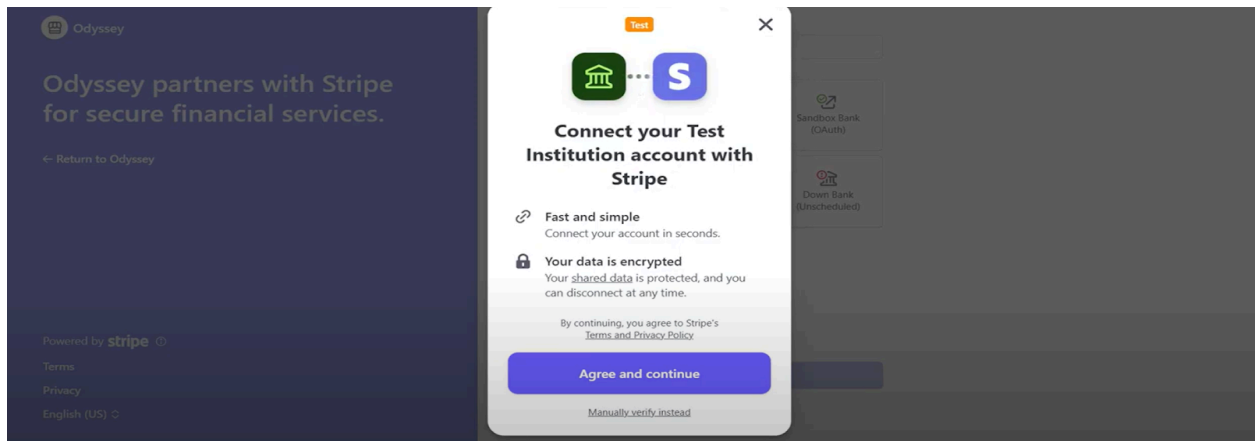 Odyssey
Odyssey partners with Stripe
for secure financial services.
← Return to Odyssey
Powered by stripe
Terms
Privacy
English (US)
Test
S
Connect your Test
Institution account with
Stripe
Fast and simple
Connect your account in seconds.
Your data is encrypted
Your shared data is protected, and you
can disconnect at any time.
By continuing, you agree to Stripe's
Terms and Privacy Policy
Agree and continue
Manually verify instead
Sandbox Bank
(OAuth)
Down Bank
(Unscheduled)